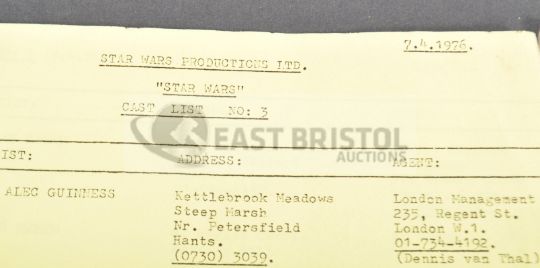 7.4.1976.
STAR WARS PRODUCTIONS LTD.
"STAR WARS"
CAST LIST NO: 3
EAST BRISTOL
AUCTIONS
IST: ADDRESS: AGENT:
ALEC GUINNESS Kettlebrook Meadows London Management
Steep Marsh 235, Regent St.
Nr. Petersfield London W.1.
Hants. 01-734-4192.
(0730) 3039. (Dennis van Thal)